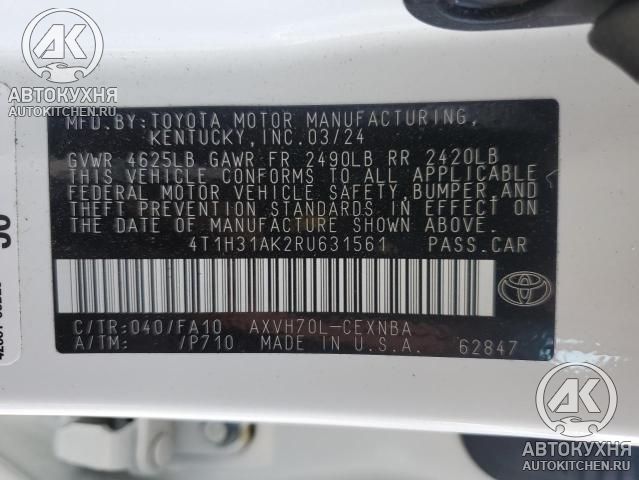 АК
АВТОКУХНЯ
AUTOKITCHEN.RU
MFD. BY: TOYOTA MOTOR MANUFACTURING,
KENTUCKY, INC. 03/24
GVWR 4625LB GAWR FR 2490LB RR 2420LB
THIS VEHICLE CONFORMS TO ALL APPLICABLE
FEDERAL MOTOR VEHICLE SAFETY, BUMPER, AND
THEFT PREVENTION STANDARDS IN EFFECT ON
THE DATE OF MANUFACTURE SHOWN ABOVE.
4T1H31AK2RU631561 PASS.CAR
C/TR: 040/FA10 AXVH70L-CEXNBA
A/TM: /P710 MADE IN U.S.A. 62847
АК
АВТОКУХНЯ
AUTOKITCHEN.RU